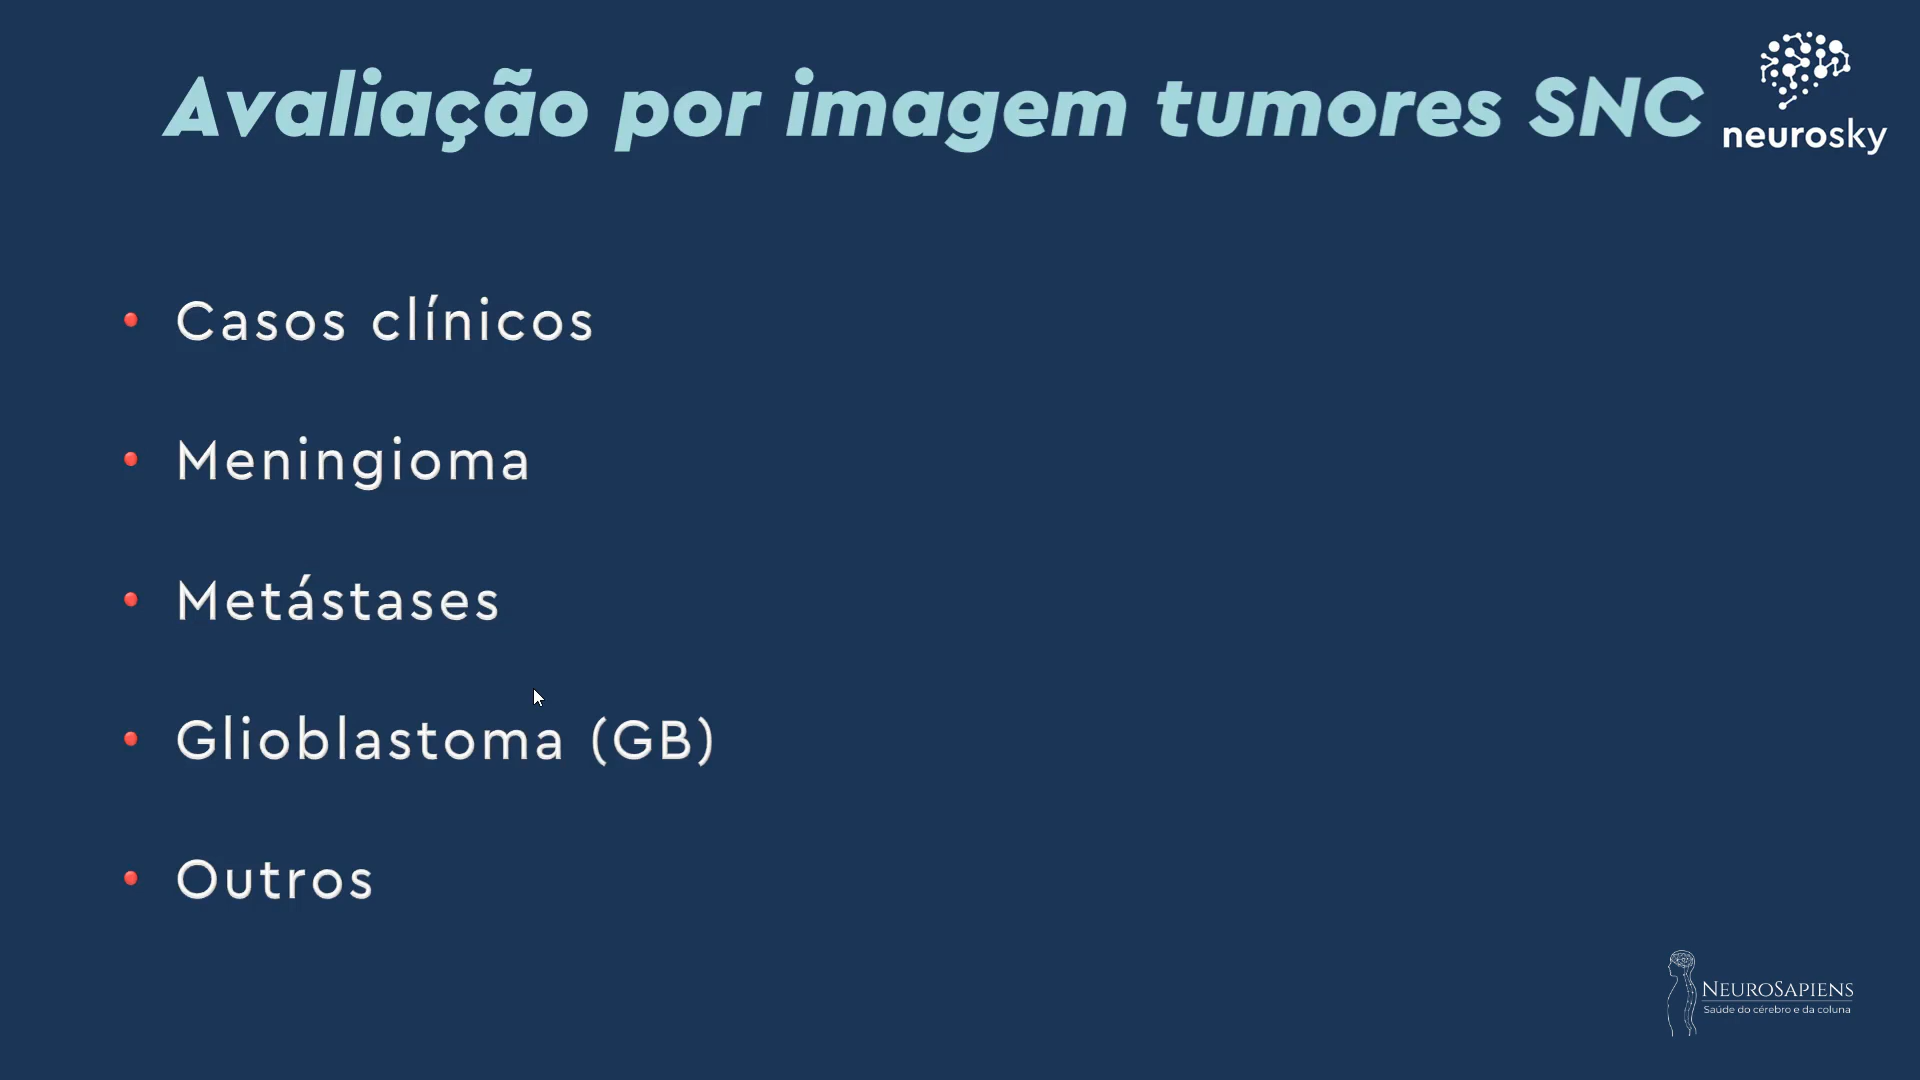 Avaliação por imagem tumores SNC
neurosky
• Casos clínicos
• Meningioma
• Metástases
• Glioblastoma (GB)
• Outros
NEUROSAPIENS
Saúde do cérebro e da coluna